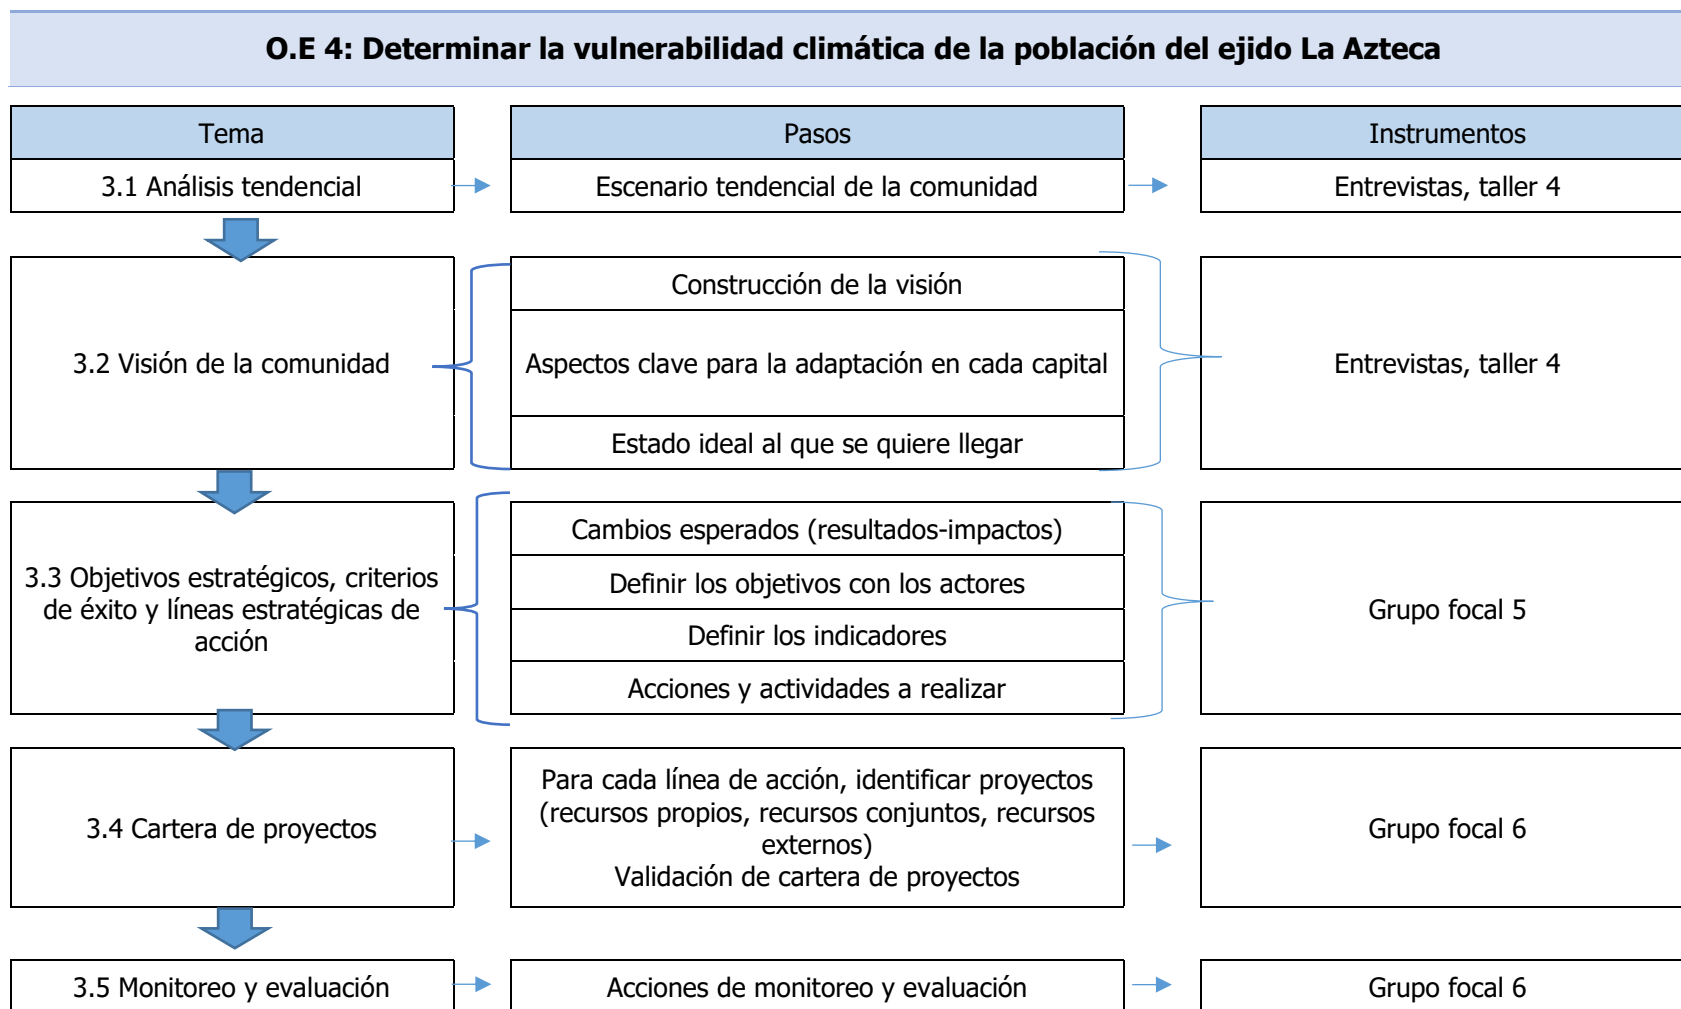 O.E 4: Determinar la vulnerabilidad climática de la población del ejido La Azteca
Tema
Pasos
Instrumentos
3.1 Análisis tendencial
Escenario tendencial de la comunidad
Entrevistas, taller 4
3.2 Visión de la comunidad
Construcción de la visión
Aspectos clave para la adaptación en cada capital
Estado ideal al que se quiere llegar
Entrevistas, taller 4
3.3 Objetivos estratégicos, criterios
de éxito y líneas estratégicas de
acción
Cambios esperados (resultados-impactos)
Definir los objetivos con los actores
Definir los indicadores
Acciones y actividades a realizar
Grupo focal 5
3.4 Cartera de proyectos
Para cada línea de acción, identificar proyectos
(recursos propios, recursos conjuntos, recursos
externos)
Validación de cartera de proyectos
Grupo focal 6
3.5 Monitoreo y evaluación
Acciones de monitoreo y evaluación
Grupo focal 6